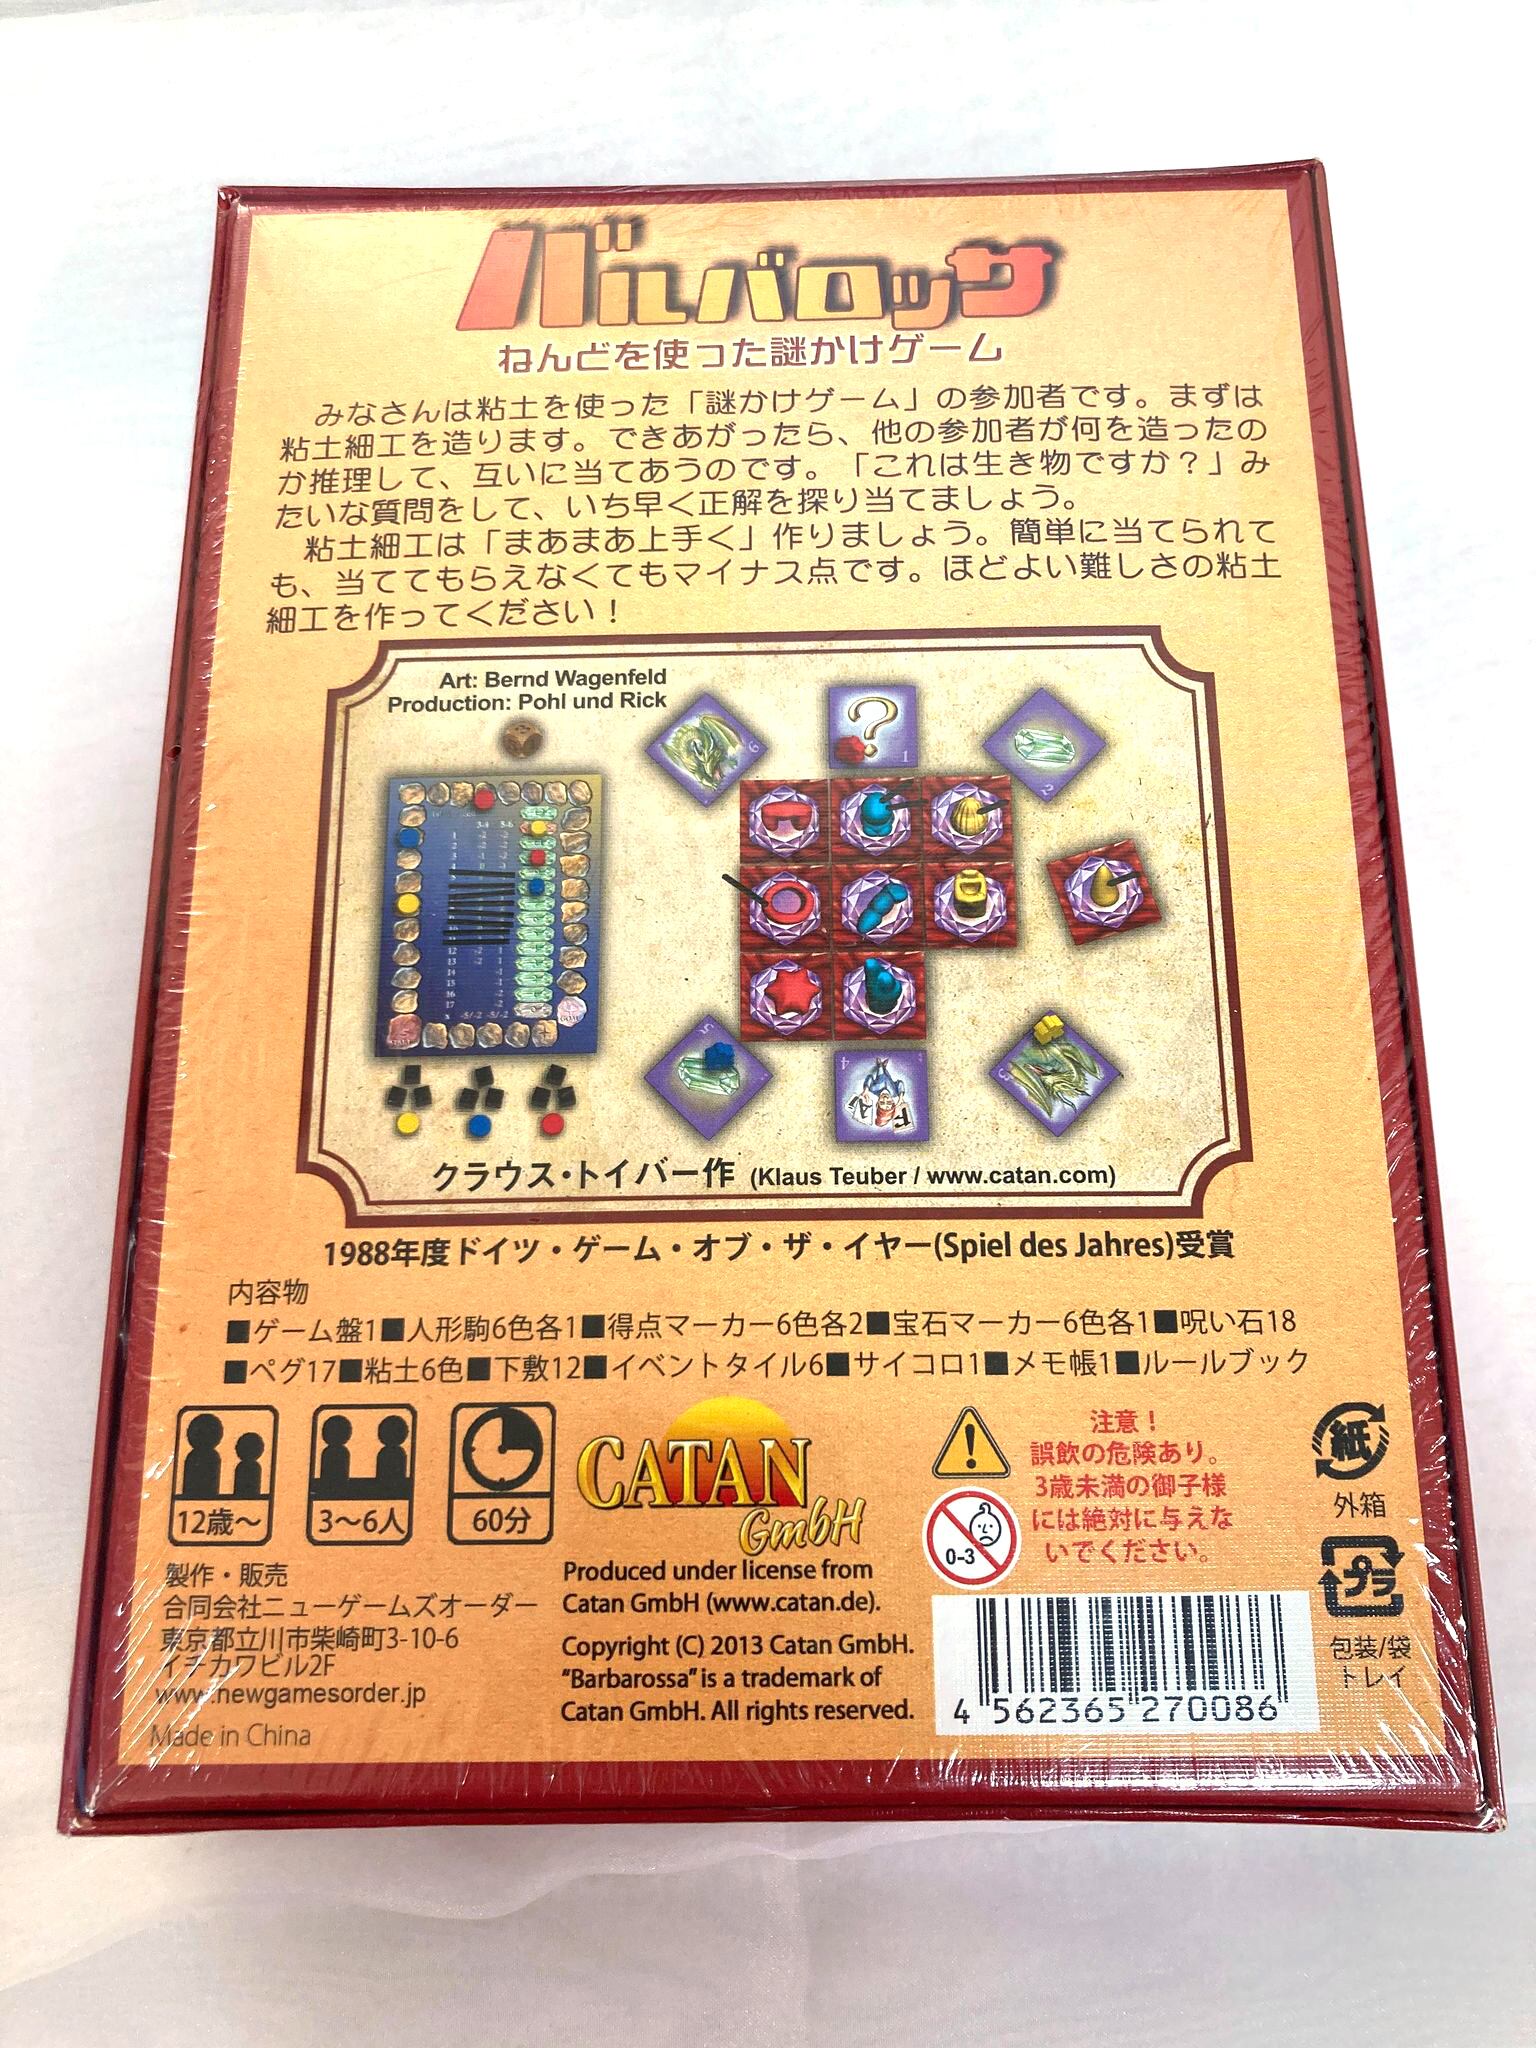 バルバロッサ
ねんどを使った謎かけゲーム
みなさんは粘土を使った「謎かけゲーム」の参加者です。まずは
粘土細工を造ります。できあがったら、他の参加者が何を造ったの
か推理して、互いに当てあうのです。「これは生き物ですか？」み
たいな質問をして、いち早く正解を探り当てましょう。
粘土細工は「まあまあ上手く」作りましょう。簡単に当てられて
も、当ててもらえなくてもマイナス点です。ほどよい難しさの粘土
細工を作ってください！
Art: Bernd Wagenfeld
Production: Pohl und Rick
クラウス・トイバー作 (Klaus Teuber / www.catan.com)
1988年度ドイツ・ゲーム・オブ・ザ・イヤー(Spiel des Jahres)受賞
内容物
■ゲーム盤1■人形駒6色各1■得点マーカー6色各2■宝石マーカー6色各1■呪い石18
■ペグ17■粘土6色■下敷12■イベントタイル6■サイコロ1■メモ帳1■ルールブック
12歳～
3～6人
60分
CATAN
GmbH
Produced under license from
Catan GmbH (www.catan.de).
Copyright (C) 2013 Catan GmbH.
"Barbarossa" is a trademark of
Catan GmbH. All rights reserved.
製作・販売
合同会社ニューゲームズオーダー
東京都立川市柴崎町3-10-6
イチカワビル2F
www.newgamesorder.jp
Made in China
注意！
誤飲の危険あり。
3歳未満の御子様
には絶対に与えな
いでください。
0-3
紙
外箱
プラ
包装/袋
トレイ
4 562365 270086